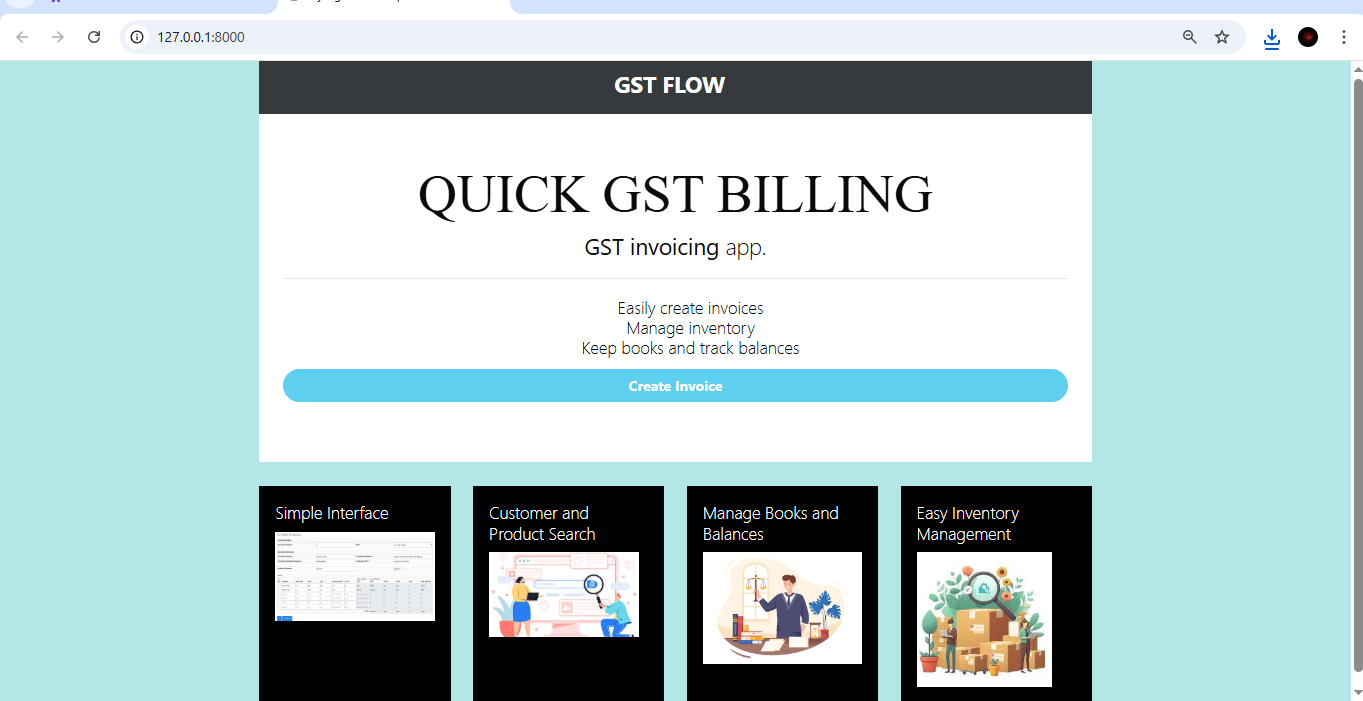 127.0.0.1:8000
GST FLOW
QUICK GST BILLING
GST invoicing app.
Easily create invoices
Manage inventory
Keep books and track balances
Create Invoice
Simple Interface
Customer and
Product Search
Manage Books and
Balances
Easy Inventory
Management